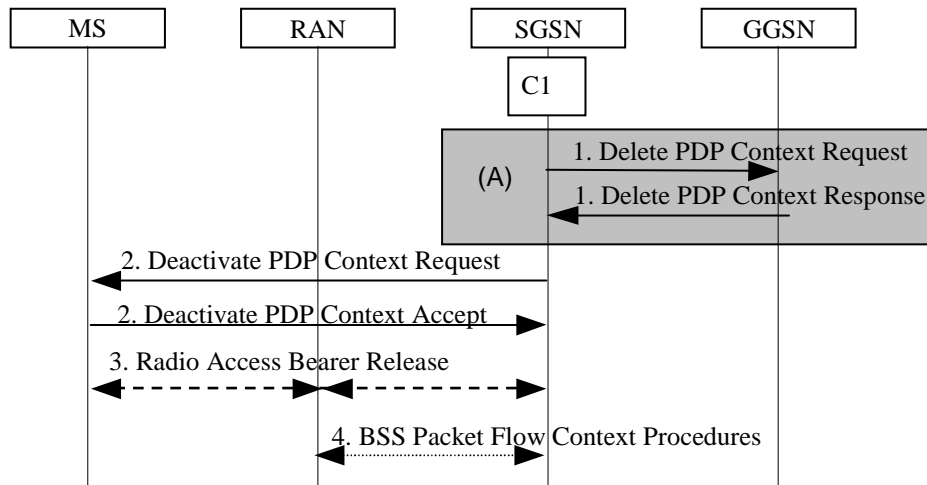 MS
RAN
SGSN
GGSN
C1
(A)
1. Delete PDP Context Request
1. Delete PDP Context Response
2. Deactivate PDP Context Request
2. Deactivate PDP Context Accept
3. Radio Access Bearer Release
4. BSS Packet Flow Context Procedures